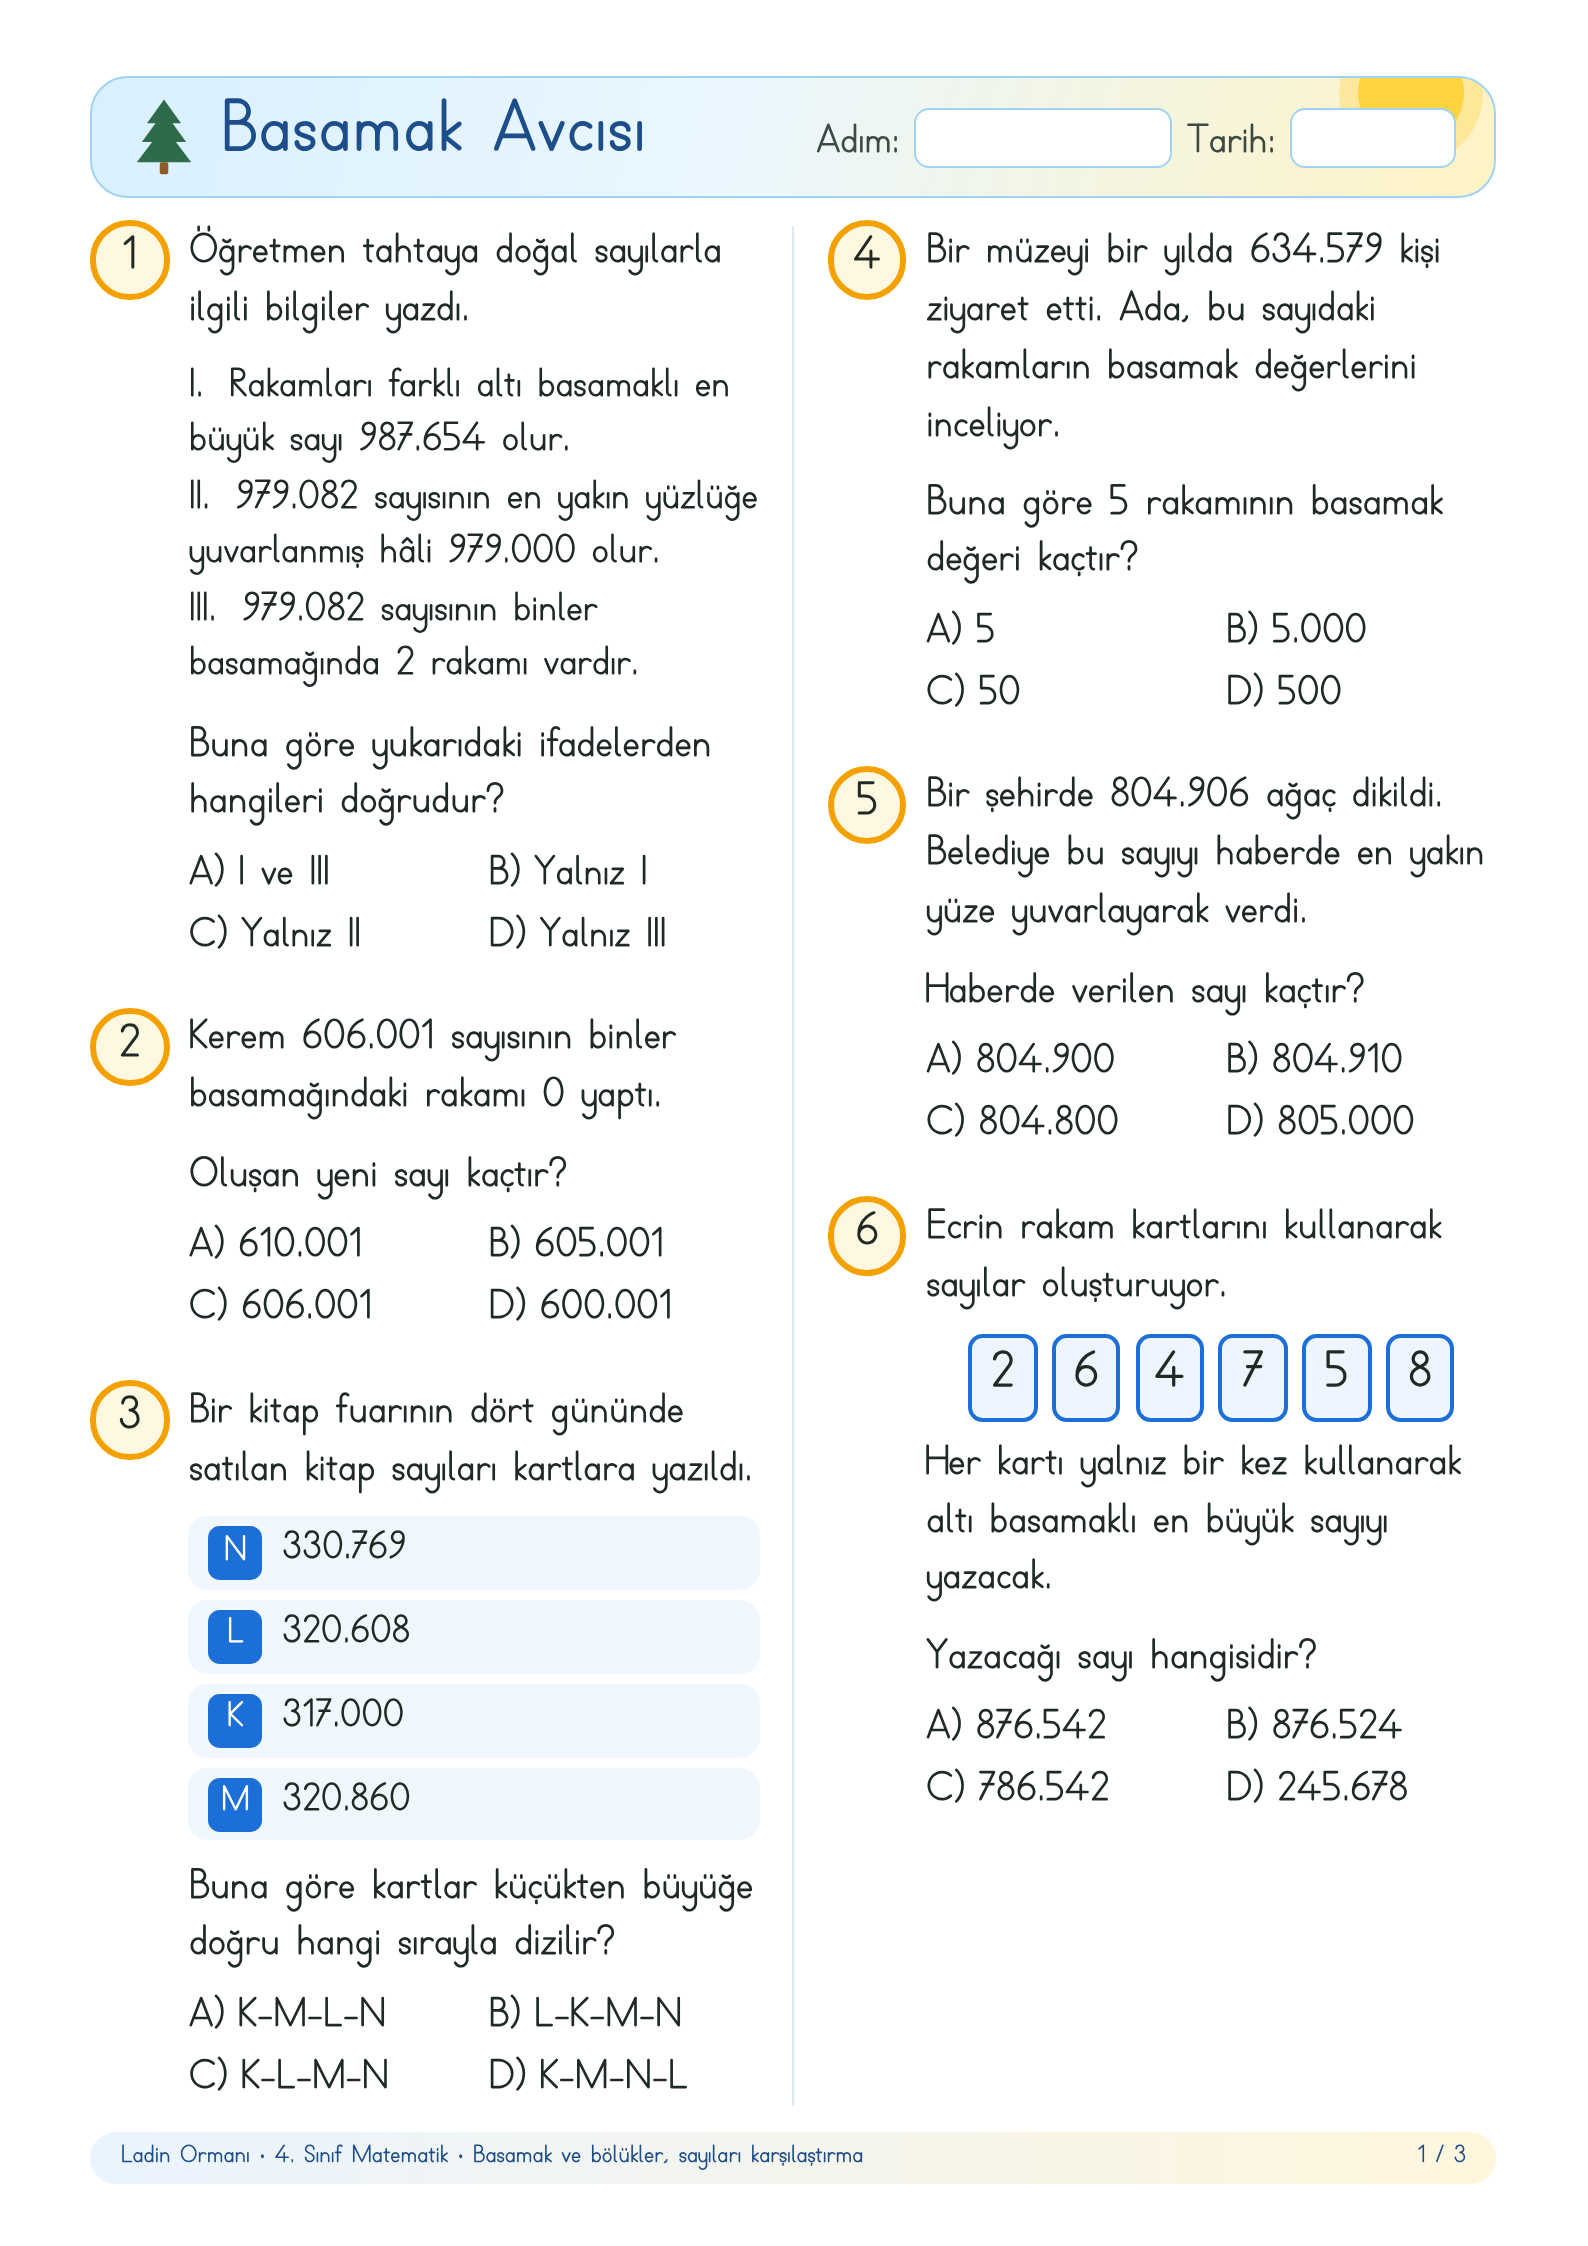 Basamak Avcısı
Adım:
Tarih:
1
Öğretmen tahtaya doğal sayılarla
ilgili bilgiler yazdı.
I. Rakamları farklı altı basamaklı en
büyük sayı 987.654 olur.
II. 979.082 sayısının en yakın yüzlüğe
yuvarlanmış hâli 979.000 olur.
III. 979.082 sayısının binler
basamağında 2 rakamı vardır.
Buna göre yukarıdaki ifadelerden
hangileri doğrudur?
A) I ve III B) Yalnız I
C) Yalnız II D) Yalnız III
2
Kerem 606.001 sayısının binler
basamağındaki rakamı 0 yaptı.
Oluşan yeni sayı kaçtır?
A) 610.001 B) 605.001
C) 606.001 D) 600.001
3
Bir kitap fuarının dört gününde
satılan kitap sayıları kartlara yazıldı.
N 330.769
L 320.608
K 317.000
M 320.860
Buna göre kartlar küçükten büyüğe
doğru hangi sırayla dizilir?
A) K-M-L-N B) L-K-M-N
C) K-L-M-N D) K-M-N-L
4
Bir müzeyi bir yılda 634.579 kişi
ziyaret etti. Ada, bu sayıdaki
rakamların basamak değerlerini
inceliyor.
Buna göre 5 rakamının basamak
değeri kaçtır?
A) 5 B) 5.000
C) 50 D) 500
5
Bir şehirde 804.906 ağaç dikildi.
Belediye bu sayıyı haberde en yakın
yüze yuvarlayarak verdi.
Haberde verilen sayı kaçtır?
A) 804.900 B) 804.910
C) 804.800 D) 805.000
6
Ecrin rakam kartlarını kullanarak
sayılar oluşturuyor.
2 6 4 7 5 8
Her kartı yalnız bir kez kullanarak
altı basamaklı en büyük sayıyı
yazacak.
Yazacağı sayı hangisidir?
A) 876.542 B) 876.524
C) 786.542 D) 245.678
Ladin Ormanı • 4. Sınıf Matematik • Basamak ve bölükler, sayıları karşılaştırma
1 / 3